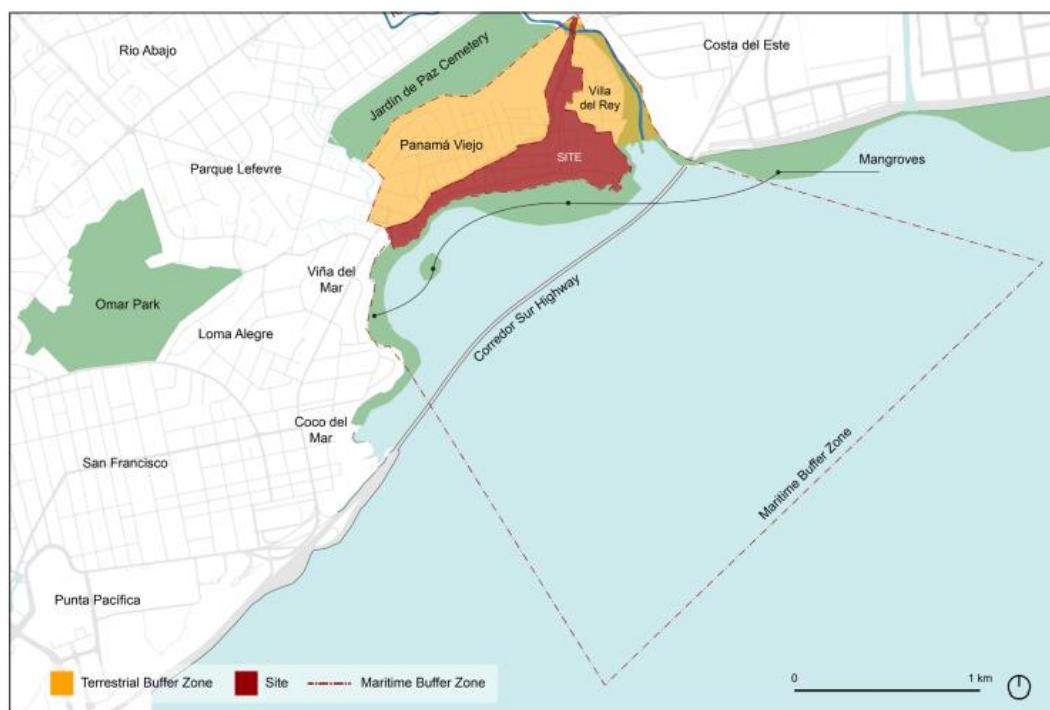 Rio Abajo
Costa del Este
Jardín de Paz Cemetery
Villa
del Rey
Panamá Viejo
SITE
Mangroves
Parque Lefevre
Viña del
Mar
Omar Park
Loma Alegre
Corredor Sur Highway
Coco del
Mar
San Francisco
Maritime Buffer Zone
Punta Pacífica
Terrestrial Buffer Zone
Site
Maritime Buffer Zone
0
1 km